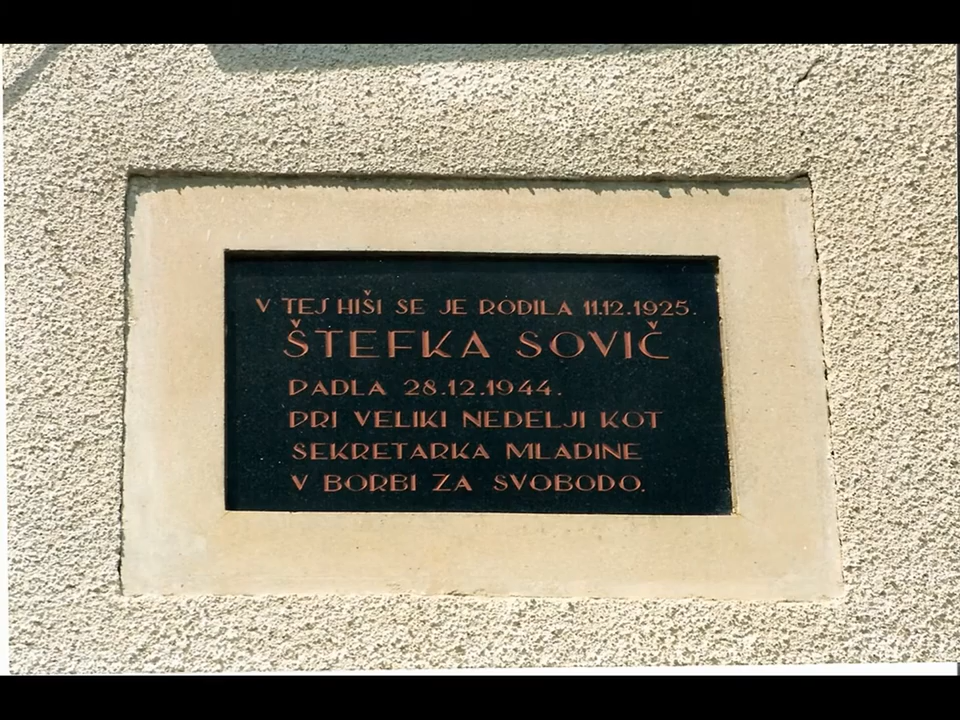 V TEJ HIŠI SE JE RODILA 11.12.1925.
ŠTEFKA SOVIČ
PADLA 28.12.1944.
PRI VELIKI NEDELJI KOT
SEKRETARKA MLADINE
V BORBI ZA SVOBODO.